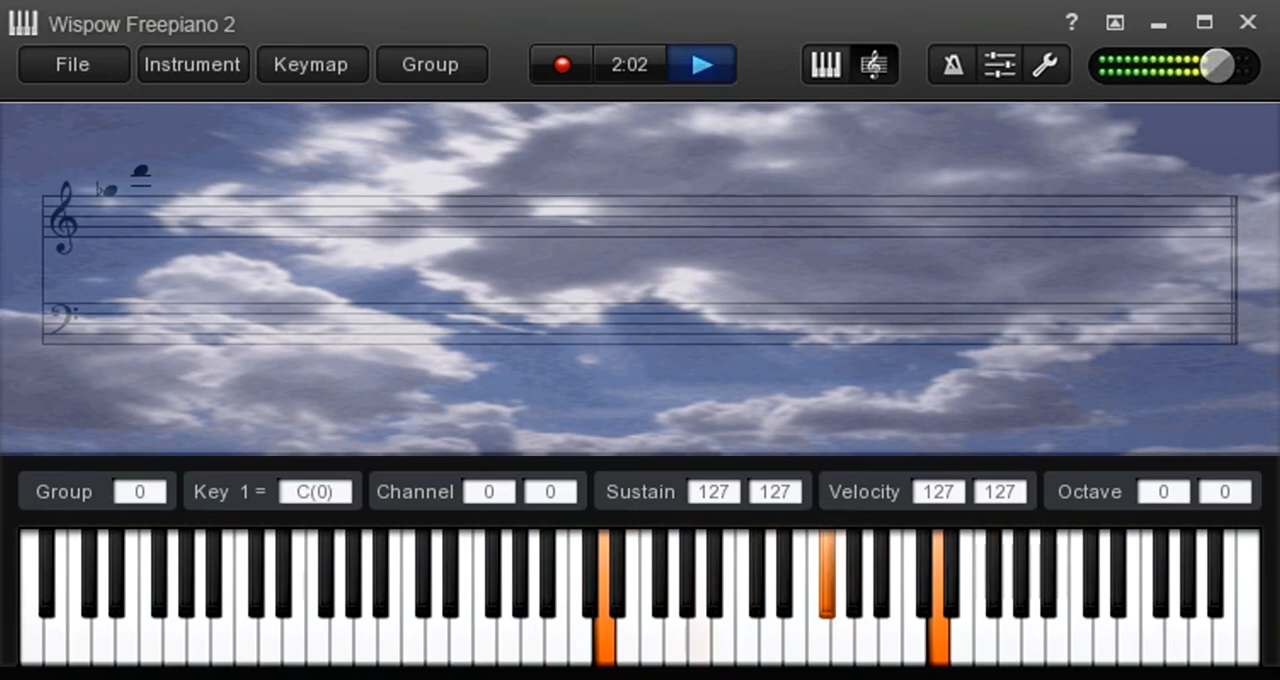 Wispow Freepiano 2 ?
File Instrument Keymap Group 2:02
Group 0 Key 1 = C(0) Channel 0 0 Sustain 127 127 Velocity 127 127 Octave 0 0